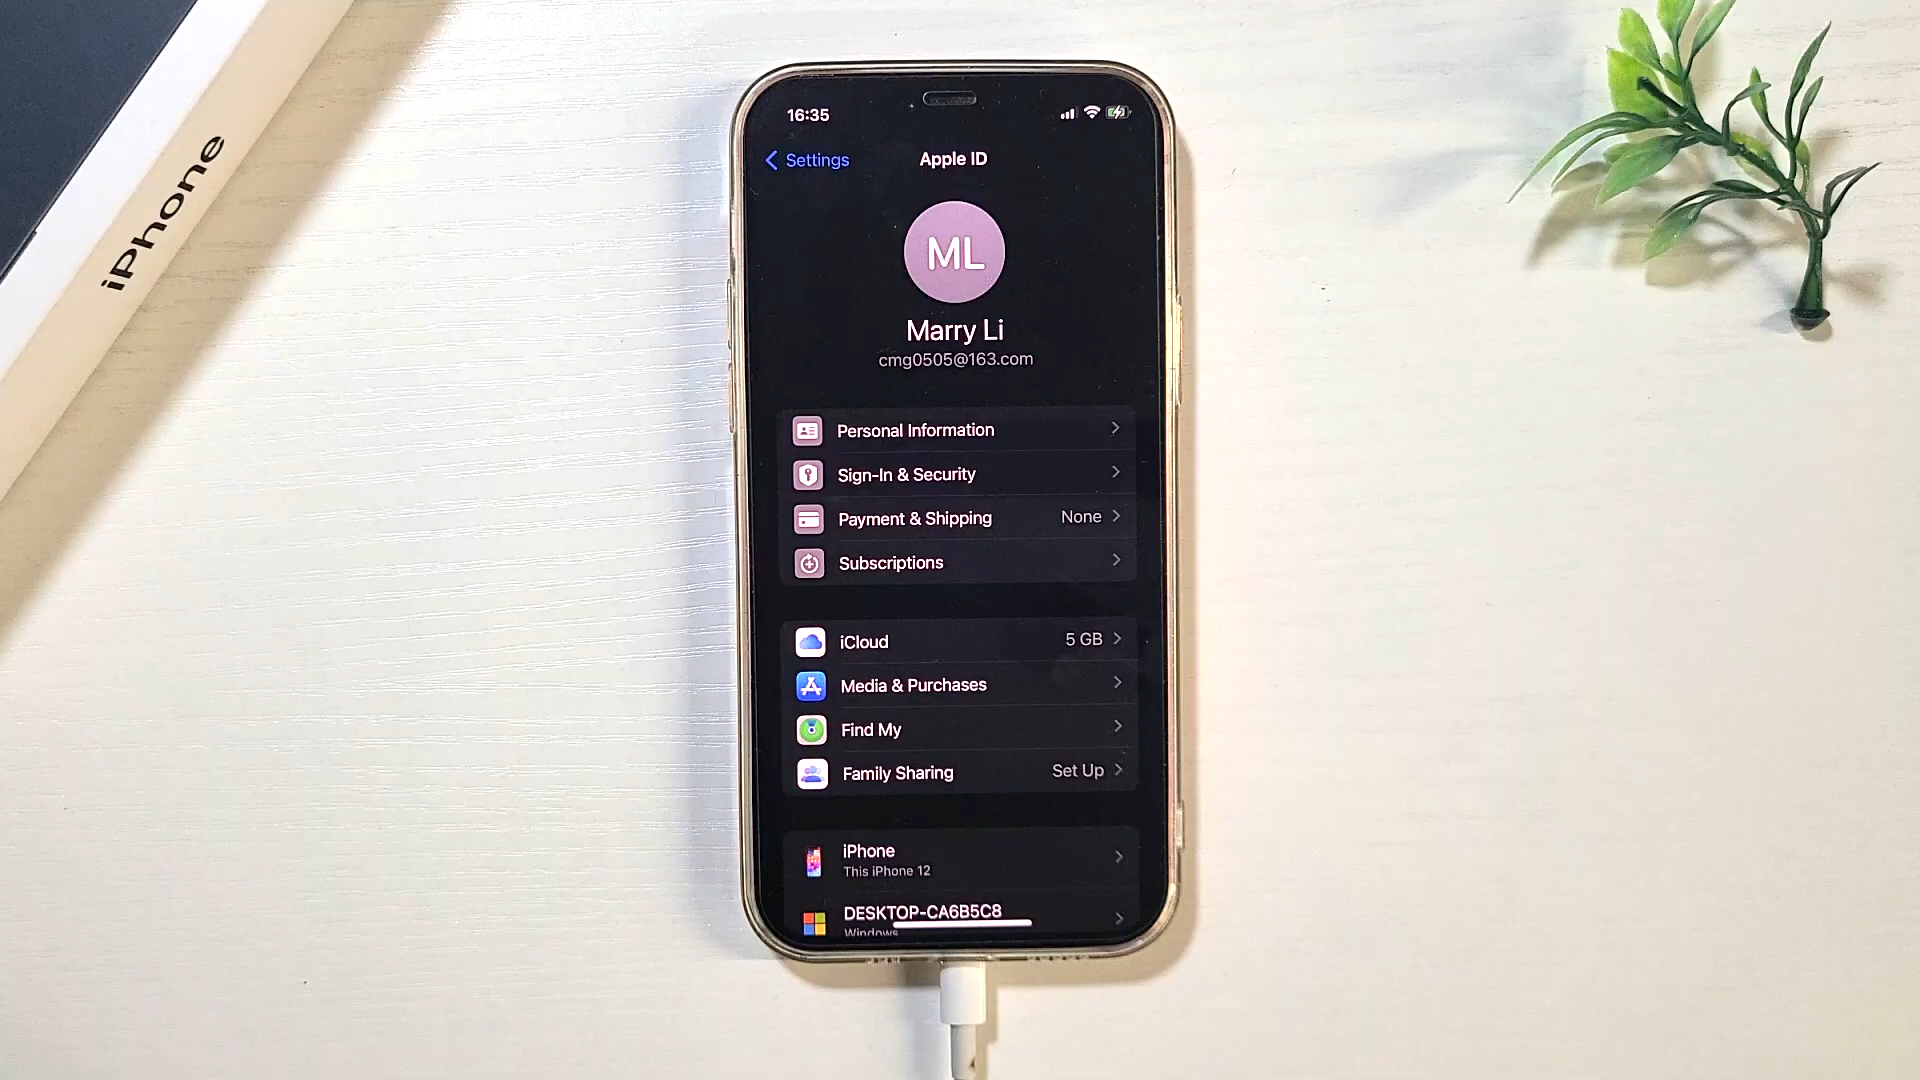 iPhone
16:35
Settings
Apple ID
ML
Marry Li
cmg0505@163.com
Personal Information
Sign-In & Security
Payment & Shipping None
Subscriptions
iCloud 5 GB
Media & Purchases
Find My
Family Sharing Set Up
iPhone
This iPhone 12
DESKTOP-CA6B5C8
Windows